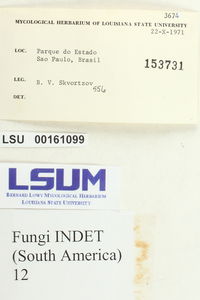 3674
MYCOLOGICAL HERBARIUM OF LOUISIANA STATE UNIVERSITY
22-X-1971
LOC. Parque do Estado
Sao Paulo, Brasil
153731
LEG. B. V. Skvortzov
556
DET.
LSU 00161099
LSUM
BERNARD LOWY MYCOLOGICAL HERBARIUM
LOUISIANA STATE UNIVERSITY
Fungi INDET
(South America)
12